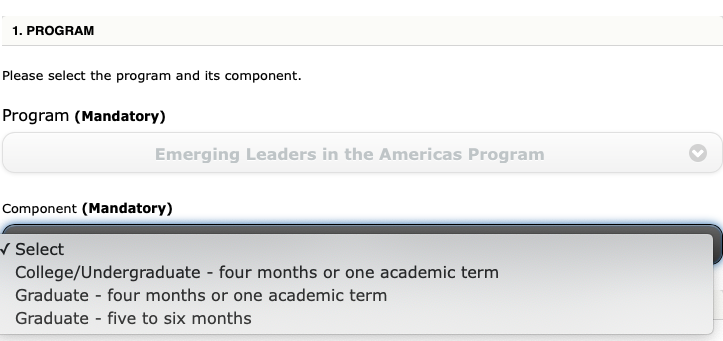 1. PROGRAM
Please select the program and its component.
Program (Mandatory)
Emerging Leaders in the Americas Program
Component (Mandatory)
✓ Select
College/Undergraduate - four months or one academic term
Graduate - four months or one academic term
Graduate - five to six months